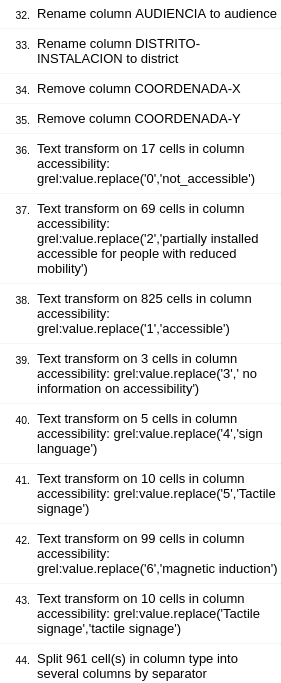 32. Rename column AUDIENCIA to audience
33. Rename column DISTRITO-
INSTALACION to district
34. Remove column COORDENADA-X
35. Remove column COORDENADA-Y
36. Text transform on 17 cells in column
accessibility:
grel:value.replace('0','not_accessible')
37. Text transform on 69 cells in column
accessibility:
grel:value.replace('2','partially installed
accessible for people with reduced
mobility')
38. Text transform on 825 cells in column
accessibility:
grel:value.replace('1','accessible')
39. Text transform on 3 cells in column
accessibility: grel:value.replace('3',' no
information on accessibility')
40. Text transform on 5 cells in column
accessibility: grel:value.replace('4','sign
language')
41. Text transform on 10 cells in column
accessibility: grel:value.replace('5','Tactile
signage')
42. Text transform on 99 cells in column
accessibility:
grel:value.replace('6','magnetic induction')
43. Text transform on 10 cells in column
accessibility: grel:value.replace('Tactile
signage','tactile signage')
44. Split 961 cell(s) in column type into
several columns by separator